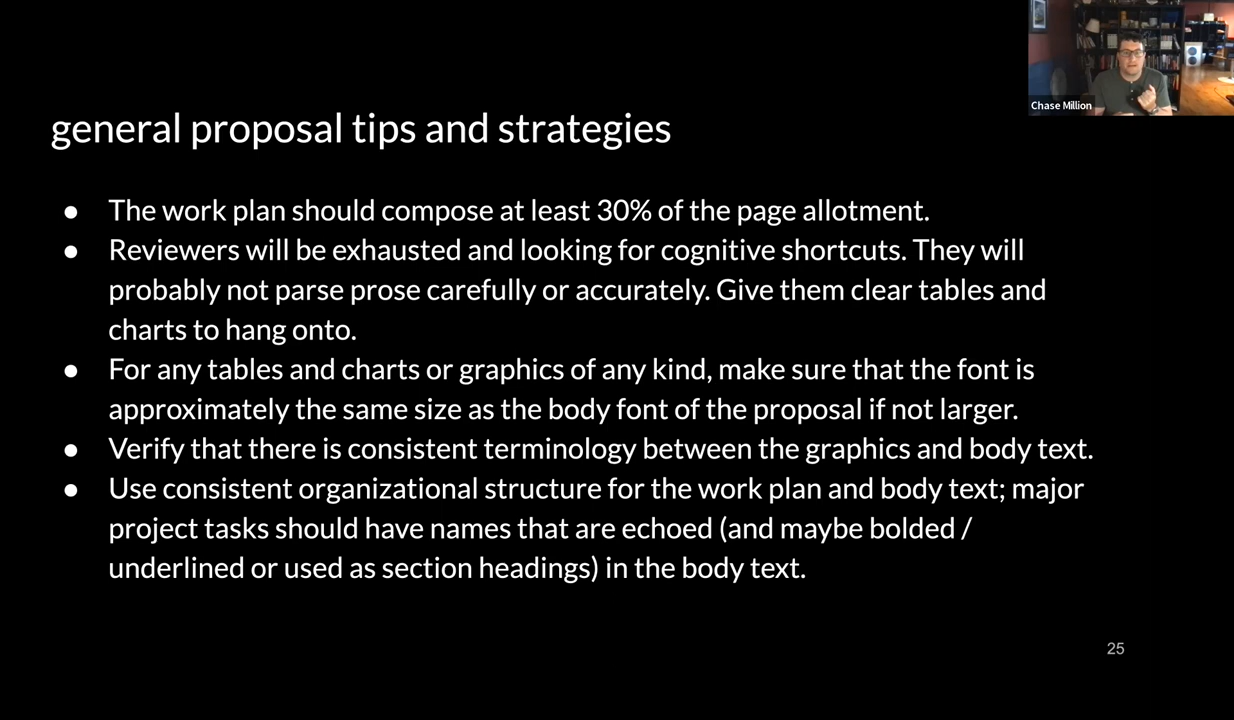 Chase Million
general proposal tips and strategies
● The work plan should compose at least 30% of the page allotment.
● Reviewers will be exhausted and looking for cognitive shortcuts. They will
probably not parse prose carefully or accurately. Give them clear tables and
charts to hang onto.
● For any tables and charts or graphics of any kind, make sure that the font is
approximately the same size as the body font of the proposal if not larger.
● Verify that there is consistent terminology between the graphics and body text.
● Use consistent organizational structure for the work plan and body text; major
project tasks should have names that are echoed (and maybe bolded /
underlined or used as section headings) in the body text.
25